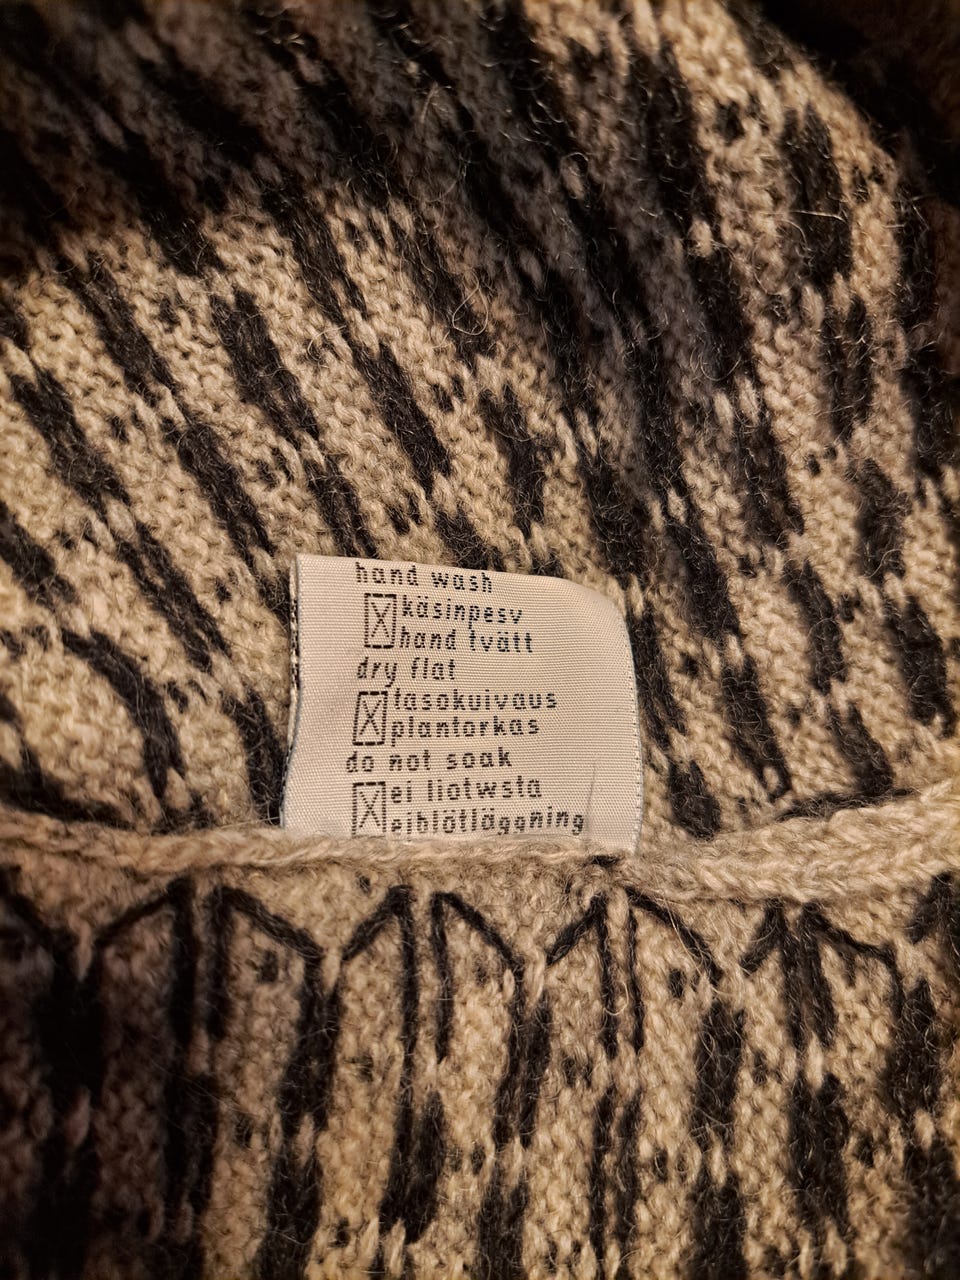 hand wash
käsinpesv
hand tvätt
dry flat
tasokuivaus
plantorkas
do not soak
ei liotwsta
ejblötläggning